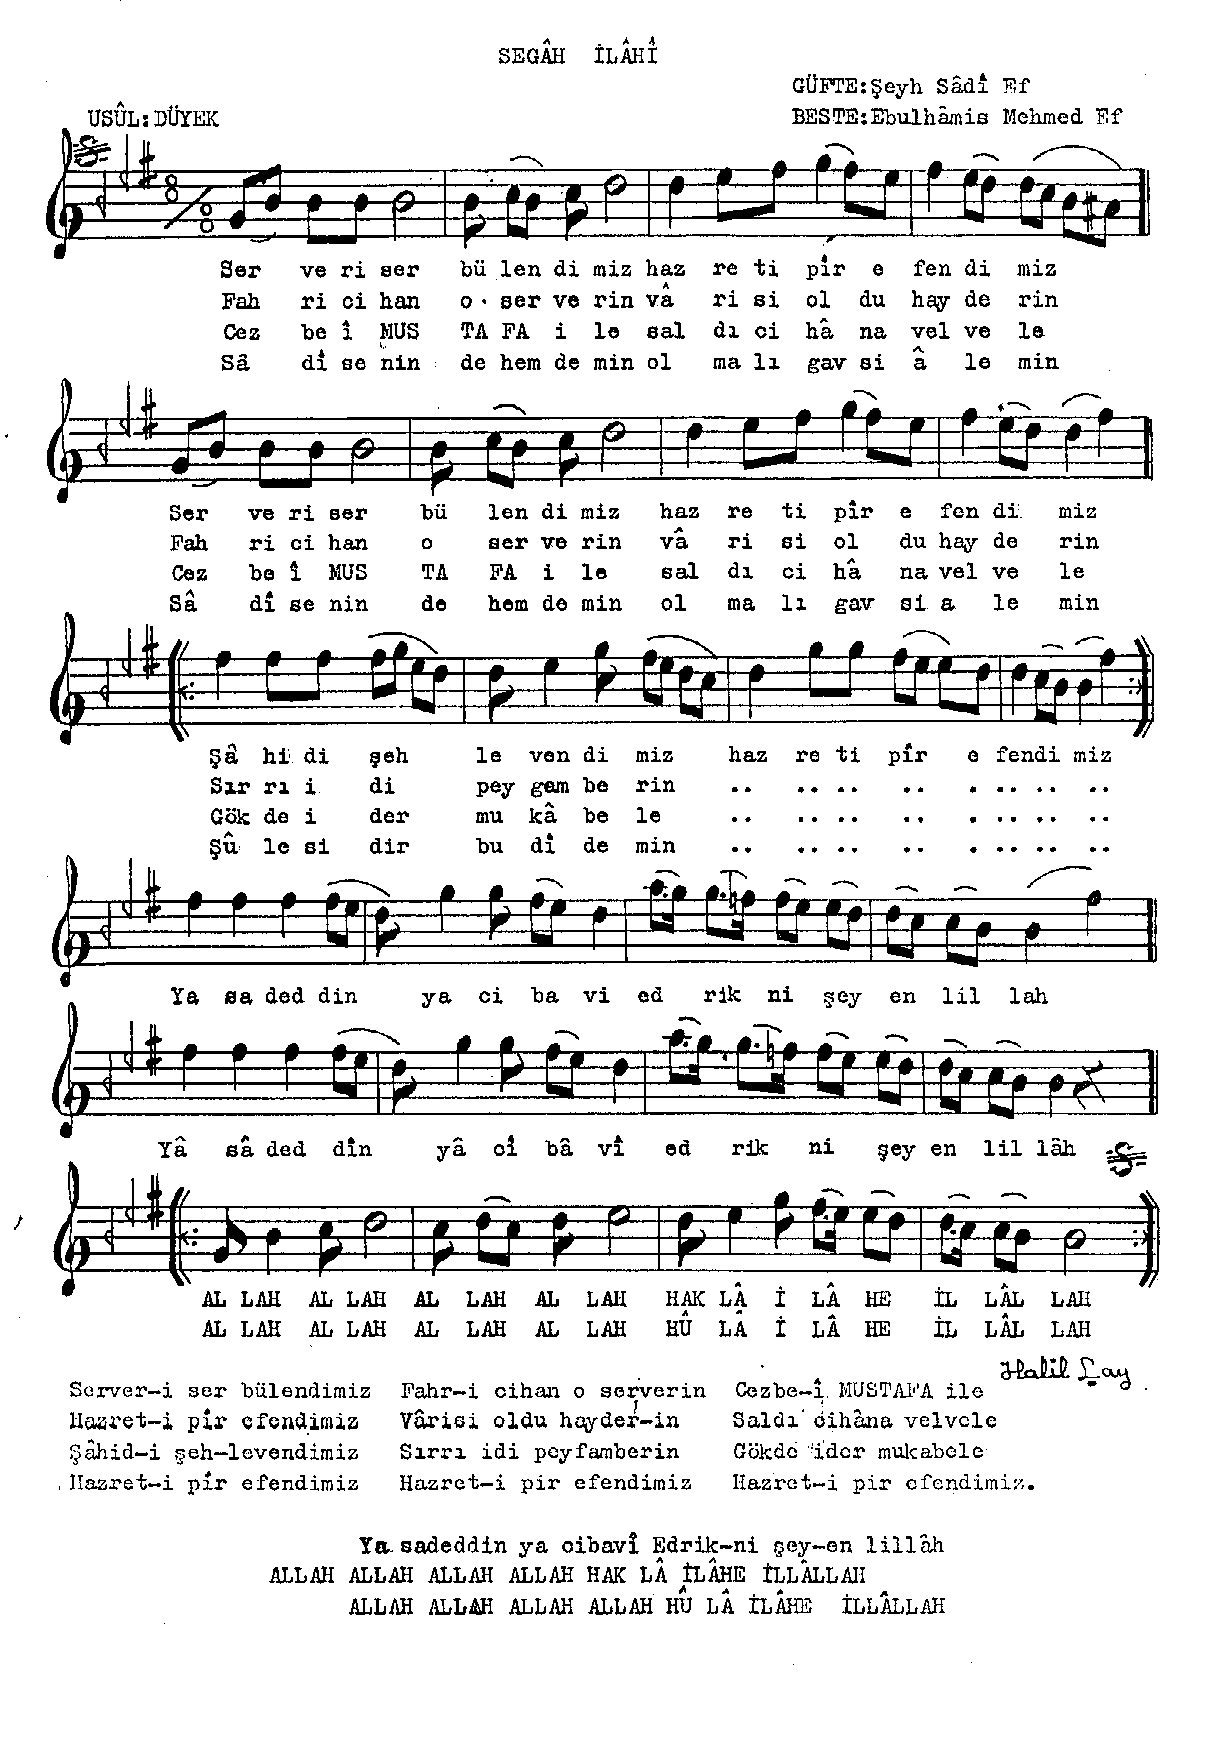 SEGÂH İLÂHÎ
GÜFTE:Şeyh Sâdî Ef
USÛL:DÜYEK
BESTE:Ebulhâmis Mehmed Ef
8/8
Ser ve ri ser bü len di miz haz re ti pîr e fen di miz
Fah ri ci han o ser ve rin vâ ri si ol du hay de rin
Cez be î MUS TA FA i le sal dı ci hâ na vel ve le
Sâ dî se nin de hem de min ol ma lı gav si â le min
Ser ve ri ser bü len di miz haz re ti pîr e fen di miz
Fah ri ci han o ser ve rin vâ ri si ol du hay de rin
Cez be î MUS TA FA i le sal dı ci hâ na vel ve le
Sâ dî se nin de hem de min ol ma lı gav si a le min
Şâ hi di şeh le ven di miz haz re ti pîr e fendi miz
Sır rı i di pey gam be rin .. .. .. .. . .. .. ..
Gök de i der mu kâ be le .. .. .. .. . .. .. ..
Şû le si dir bu dî de min .. .. .. .. . .. .. ..
Ya sa ded din ya ci ba vi ed rik ni şey en lil lah
Yâ sâ ded dîn yâ cî bâ vî ed rik ni şey en lil lâh
AL LAH AL LAH AL LAH AL LAH HAK LÂ İ LÂ HE İL LÂL LAH
AL LAH AL LAH AL LAH AL LAH HÛ LÂ İ LÂ HE İL LÂL LAH
Halil Çay
Server-i ser bülendimiz Fahr-i cihan o serverin Cezbe-î MUSTAFA ile
Hazret-i pîr efendimiz Vârisi oldu hayder-in Saldı cihâna velvele
Şâhid-i şeh-levendimiz Sırrı idi peyfamberin Gökde ider mukabele
Hazret-i pîr efendimiz Hazret-i pir efendimiz Hazret-i pir efendimiz.
Ya sadeddin ya cibavî Edrik-ni şey-en lillâh
ALLAH ALLAH ALLAH ALLAH HAK LÂ İLÂHE İLLÂLLAH
ALLAH ALLAH ALLAH ALLAH HÛ LÂ İLÂHE İLLÂLLAH